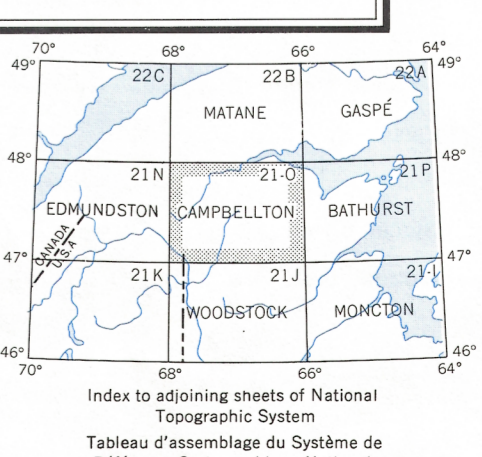 70° 68° 66° 64°
49° 22C 22B 22A 49°
MATANE GASPÉ
48° 21N 21-O 21P 48°
EDMUNDSTON CAMPBELLTON BATHURST
CANADA
U.S.A
47° 21K 21J 21-I 47°
WOODSTOCK MONCTON
46° 46°
70° 68° 66° 64°
Index to adjoining sheets of National
Topographic System
Tableau d'assemblage du Système de